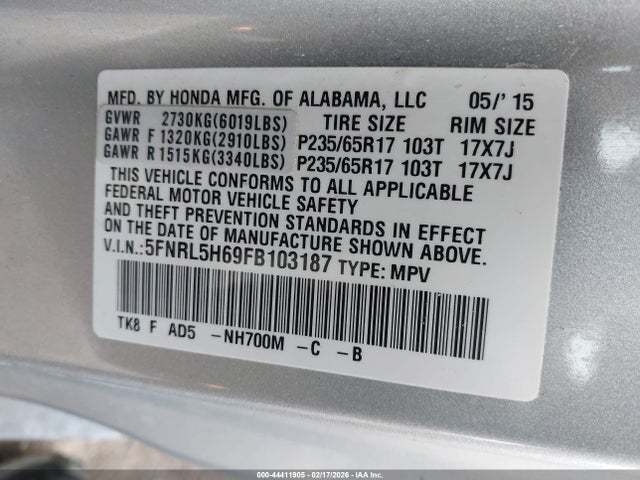 MFD. BY HONDA MFG. OF ALABAMA, LLC 05/' 15
GVWR 2730KG(6019LBS) TIRE SIZE RIM SIZE
GAWR F 1320KG(2910LBS) P235/65R17 103T 17X7J
GAWR R 1515KG(3340LBS) P235/65R17 103T 17X7J
THIS VEHICLE CONFORMS TO ALL APPLICABLE
FEDERAL MOTOR VEHICLE SAFETY
AND THEFT PREVENTION STANDARDS IN EFFECT
ON THE DATE OF MANUFACTURE SHOWN ABOVE.
V.I.N.:5FNRL5H69FB103187 TYPE: MPV
TK8 F AD5 -NH700M -C -B
000-44411905 - 02/17/2026 - IAA Inc.